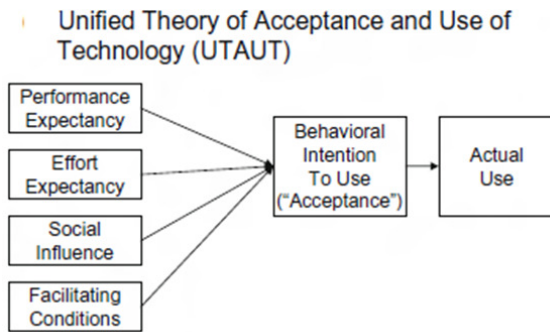 Unified Theory of Acceptance and Use of
Technology (UTAUT)
Performance
Expectancy
Effort
Expectancy
Social
Influence
Facilitating
Conditions
Behavioral
Intention
To Use
("Acceptance")
Actual
Use